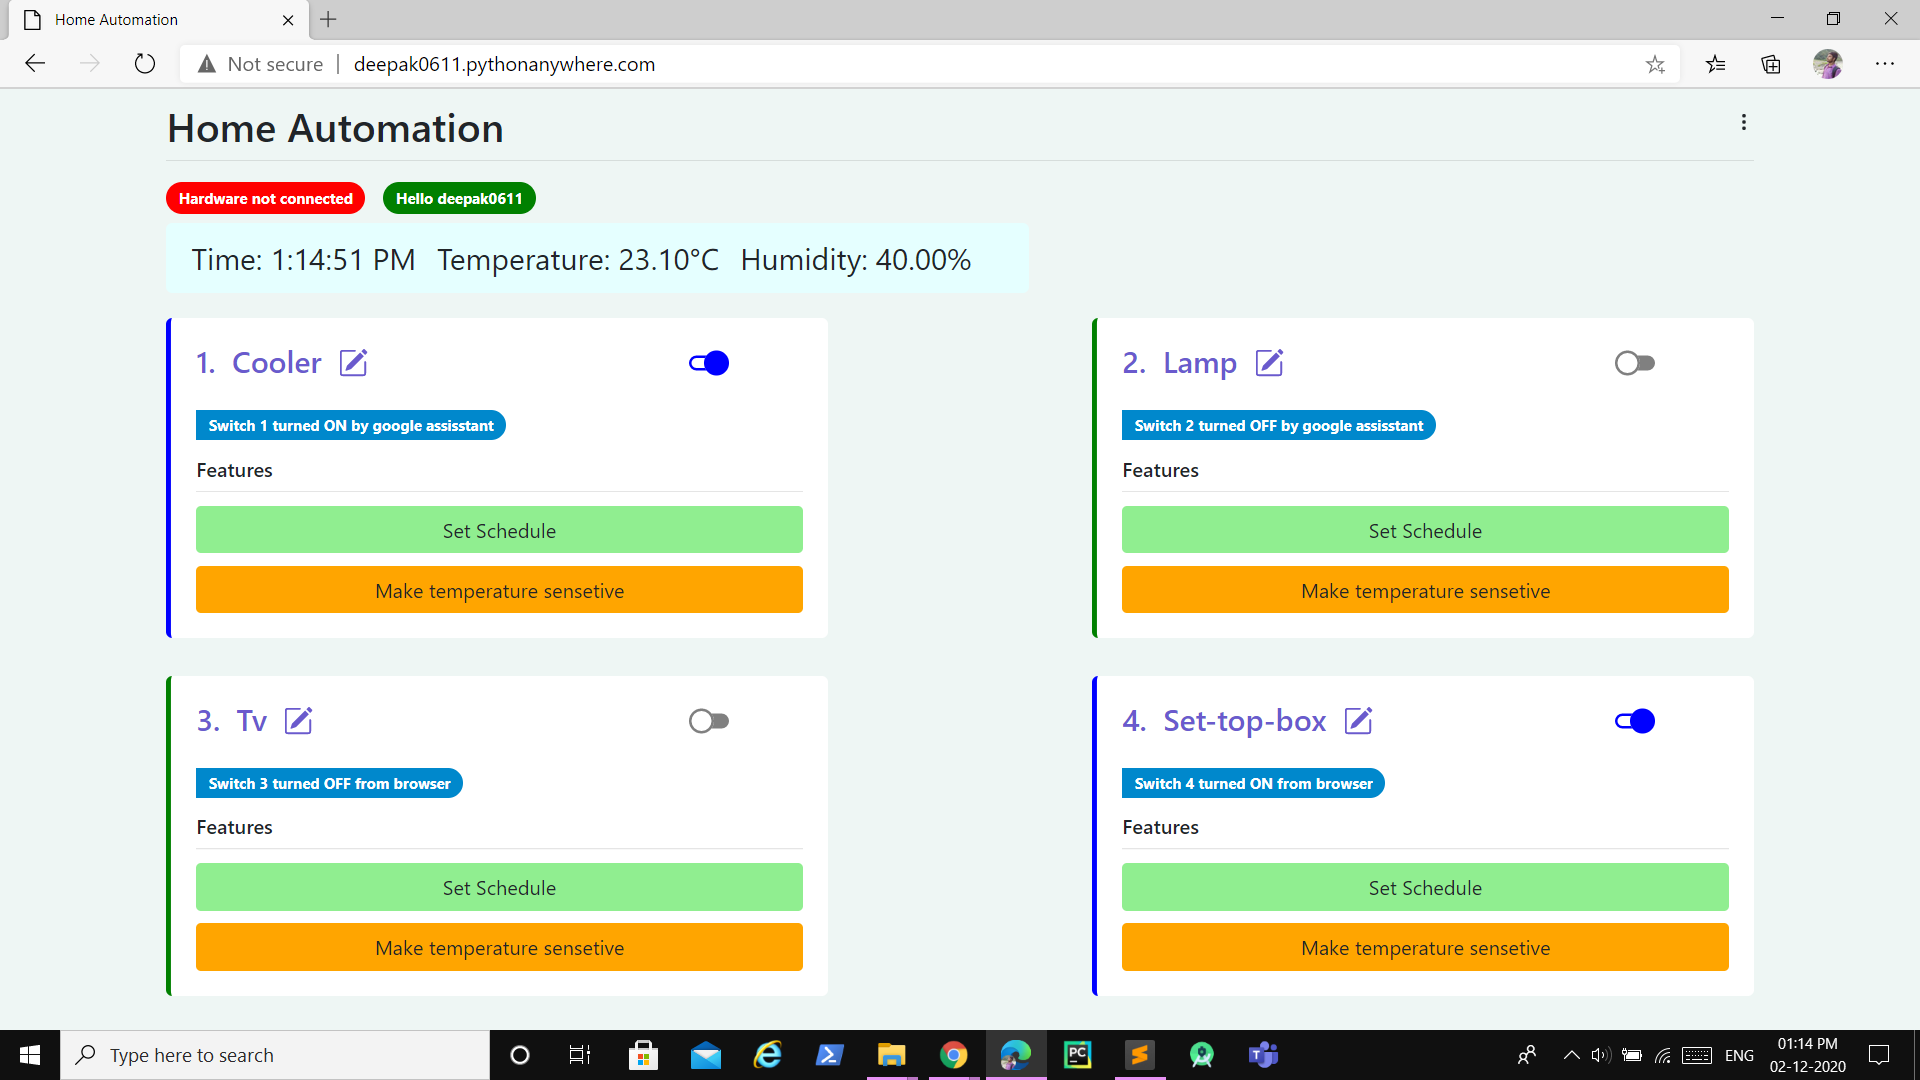 Home Automation
Not secure | deepak0611.pythonanywhere.com
Home Automation
Hardware not connected Hello deepak0611
Time: 1:14:51 PM Temperature: 23.10°C Humidity: 40.00%
1. Cooler
Switch 1 turned ON by google assisstant
Features
Set Schedule
Make temperature sensetive
2. Lamp
Switch 2 turned OFF by google assisstant
Features
Set Schedule
Make temperature sensetive
3. Tv
Switch 3 turned OFF from browser
Features
Set Schedule
Make temperature sensetive
4. Set-top-box
Switch 4 turned ON from browser
Features
Set Schedule
Make temperature sensetive
Type here to search
PC
ENG
01:14 PM
02-12-2020